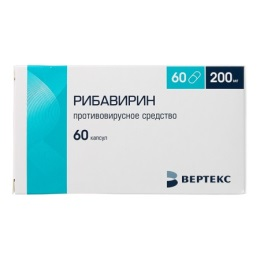 60 200 мг
РИБАВИРИН
противовирусное средство
60 капсул
ВЕРТЕКС